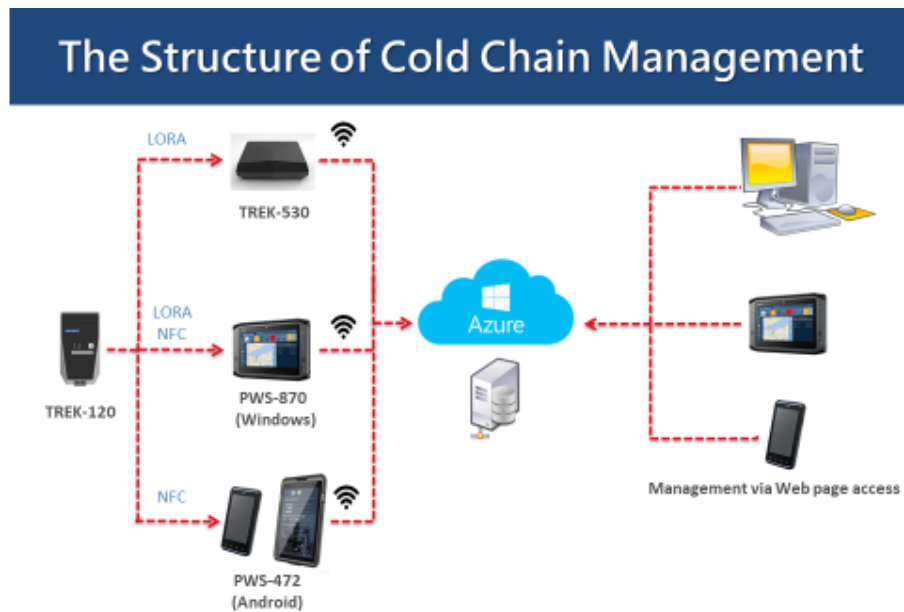 The Structure of Cold Chain Management
LORA
TREK-530
LORA
NFC
TREK-120
PWS-870
(Windows)
Azure
NFC
PWS-472
(Android)
Management via Web page access